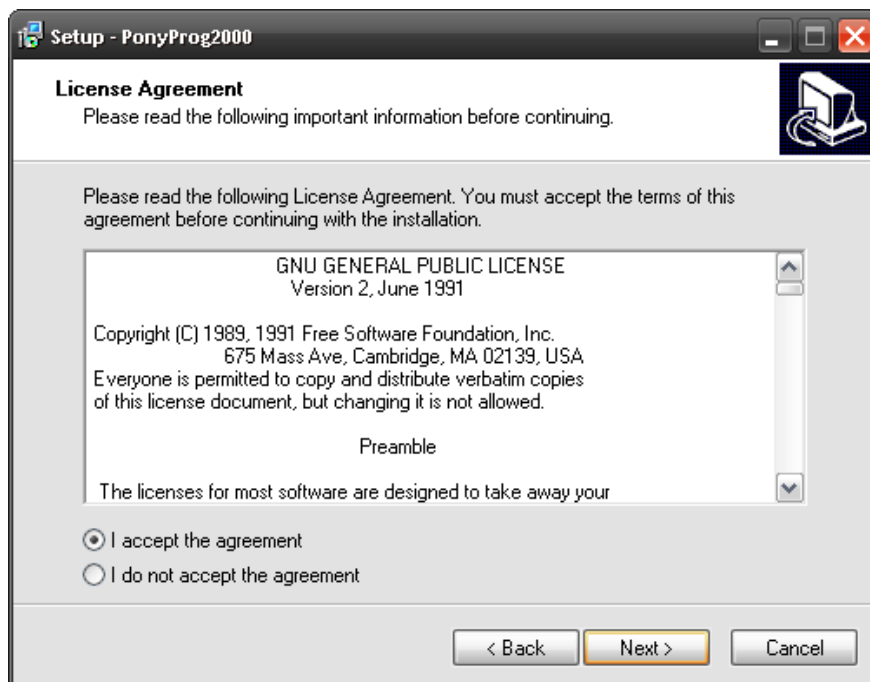 Setup - PonyProg2000
License Agreement
Please read the following important information before continuing.
Please read the following License Agreement. You must accept the terms of this
agreement before continuing with the installation.
GNU GENERAL PUBLIC LICENSE
Version 2, June 1991
Copyright (C) 1989, 1991 Free Software Foundation, Inc.
675 Mass Ave, Cambridge, MA 02139, USA
Everyone is permitted to copy and distribute verbatim copies
of this license document, but changing it is not allowed.
Preamble
The licenses for most software are designed to take away your
I accept the agreement
I do not accept the agreement
< Back Next > Cancel